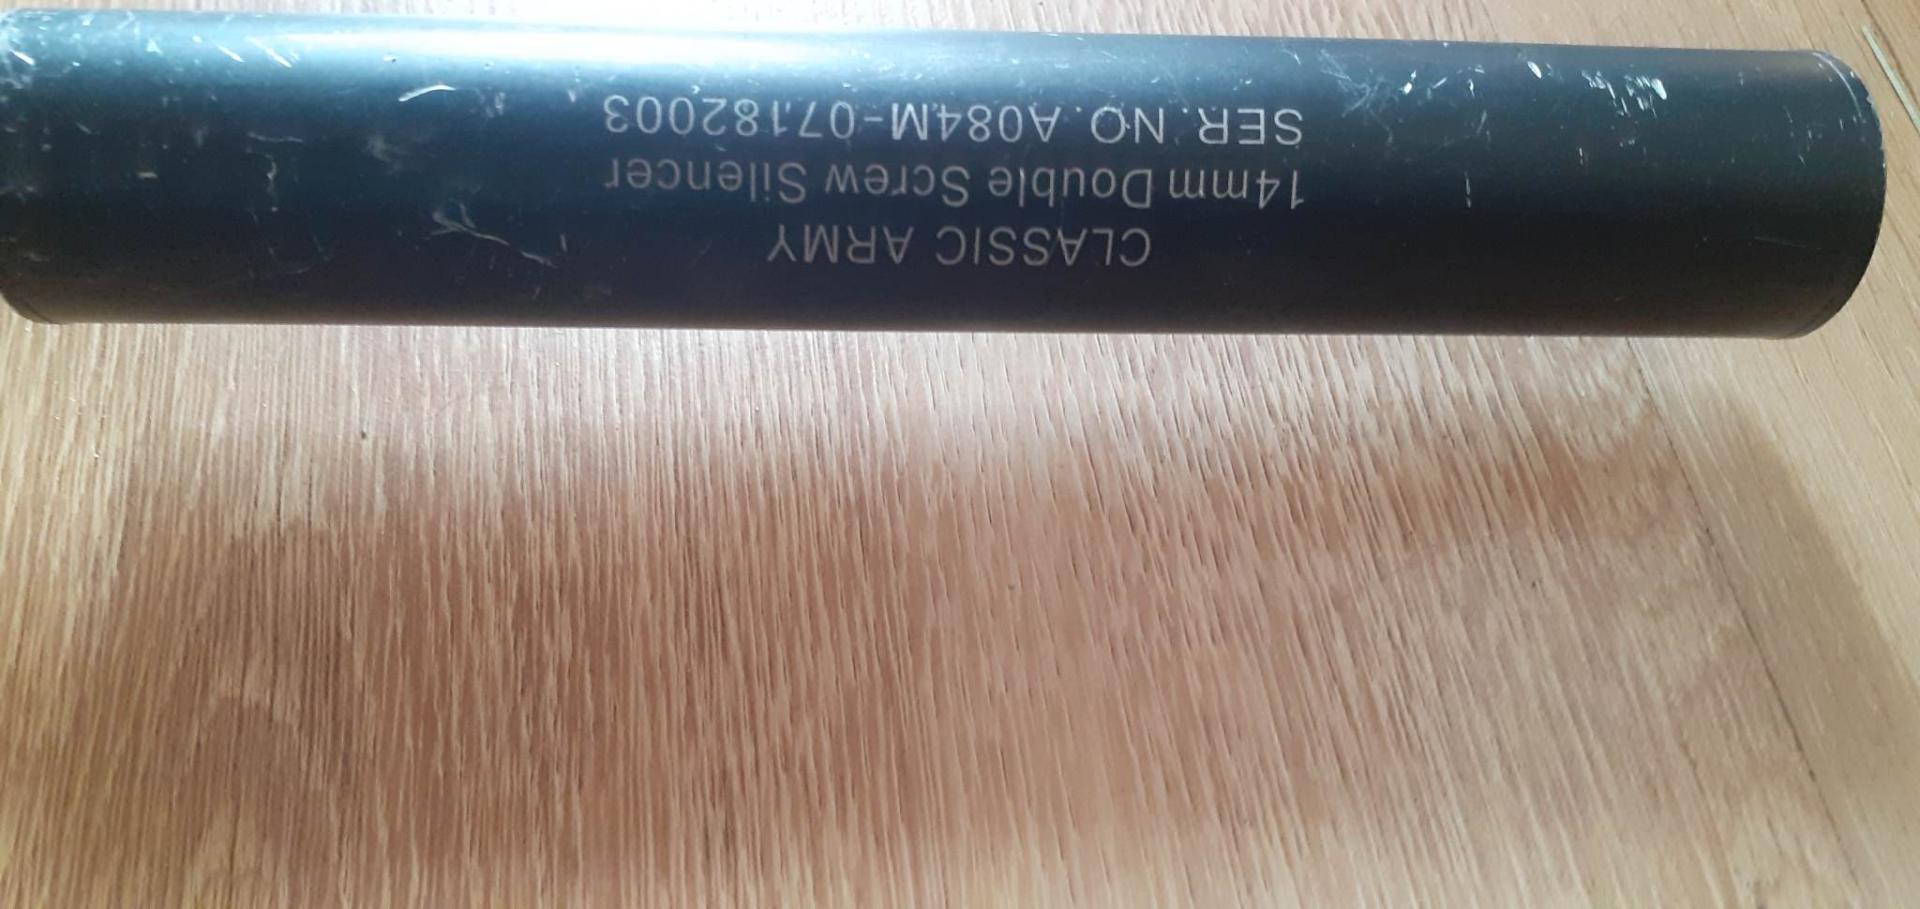 CLASSIC ARMY
14mm Double Screw Silencer
SER. NO. A084M-07182003